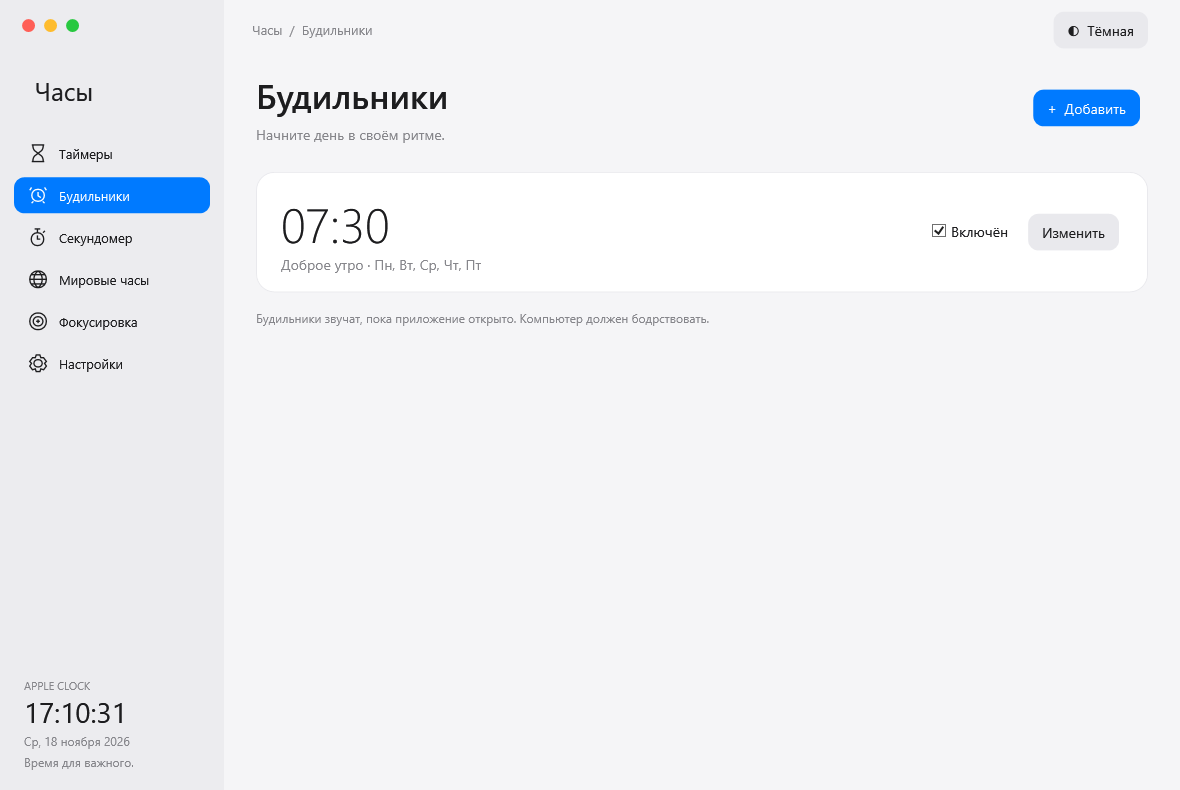 Часы / Будильники
◐ Тёмная
Часы
Таймеры
Будильники
Секундомер
Мировые часы
Фокусировка
Настройки
Будильники
Начните день в своём ритме.
+ Добавить
07:30
Доброе утро · Пн, Вт, Ср, Чт, Пт
Включён
Изменить
Будильники звучат, пока приложение открыто. Компьютер должен бодрствовать.
APPLE CLOCK
17:10:31
Ср, 18 ноября 2026
Время для важного.